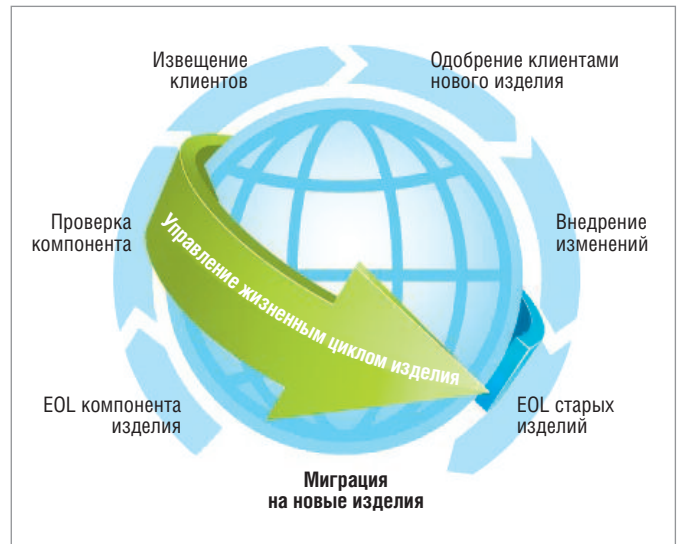 Извещение
клиентов
Одобрение клиентами
нового изделия
Проверка
компонента
Внедрение
изменений
Управление жизненным циклом изделия
EOL компонента
изделия
EOL старых
изделий
Миграция
на новые изделия